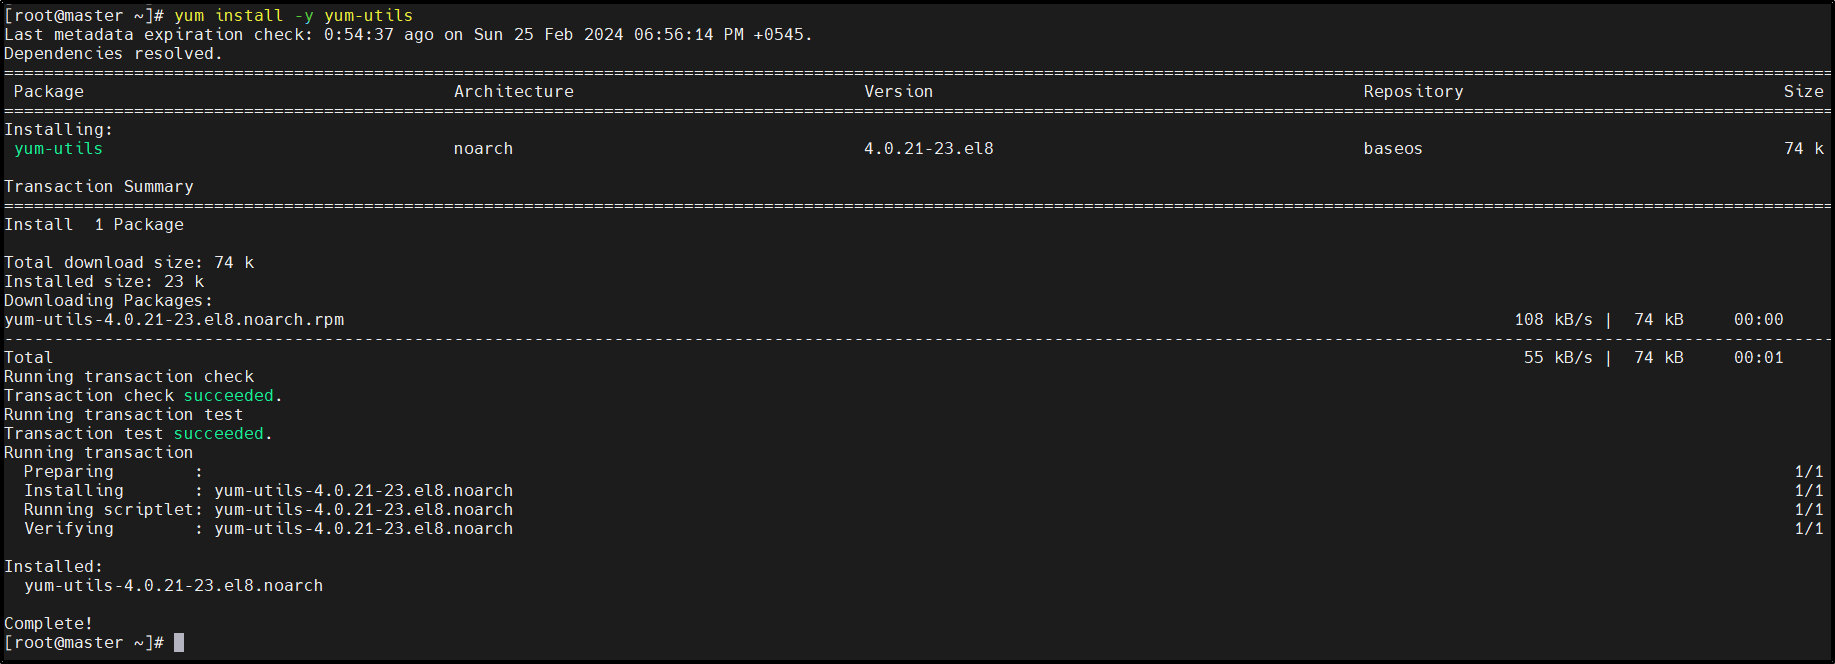 [root@master ~]# yum install -y yum-utils
Last metadata expiration check: 0:54:37 ago on Sun 25 Feb 2024 06:56:14 PM +0545.
Dependencies resolved.
Package Architecture Version Repository Size
Installing:
yum-utils noarch 4.0.21-23.el8 baseos 74 k
Transaction Summary
Install  1 Package
Total download size: 74 k
Installed size: 23 k
Downloading Packages:
yum-utils-4.0.21-23.el8.noarch.rpm 108 kB/s |  74 kB     00:00
Total 55 kB/s |  74 kB     00:01
Running transaction check
Transaction check succeeded.
Running transaction test
Transaction test succeeded.
Running transaction
  Preparing        : 1/1
  Installing       : yum-utils-4.0.21-23.el8.noarch 1/1
  Running scriptlet: yum-utils-4.0.21-23.el8.noarch 1/1
  Verifying        : yum-utils-4.0.21-23.el8.noarch 1/1
Installed:
  yum-utils-4.0.21-23.el8.noarch
Complete!
[root@master ~]#